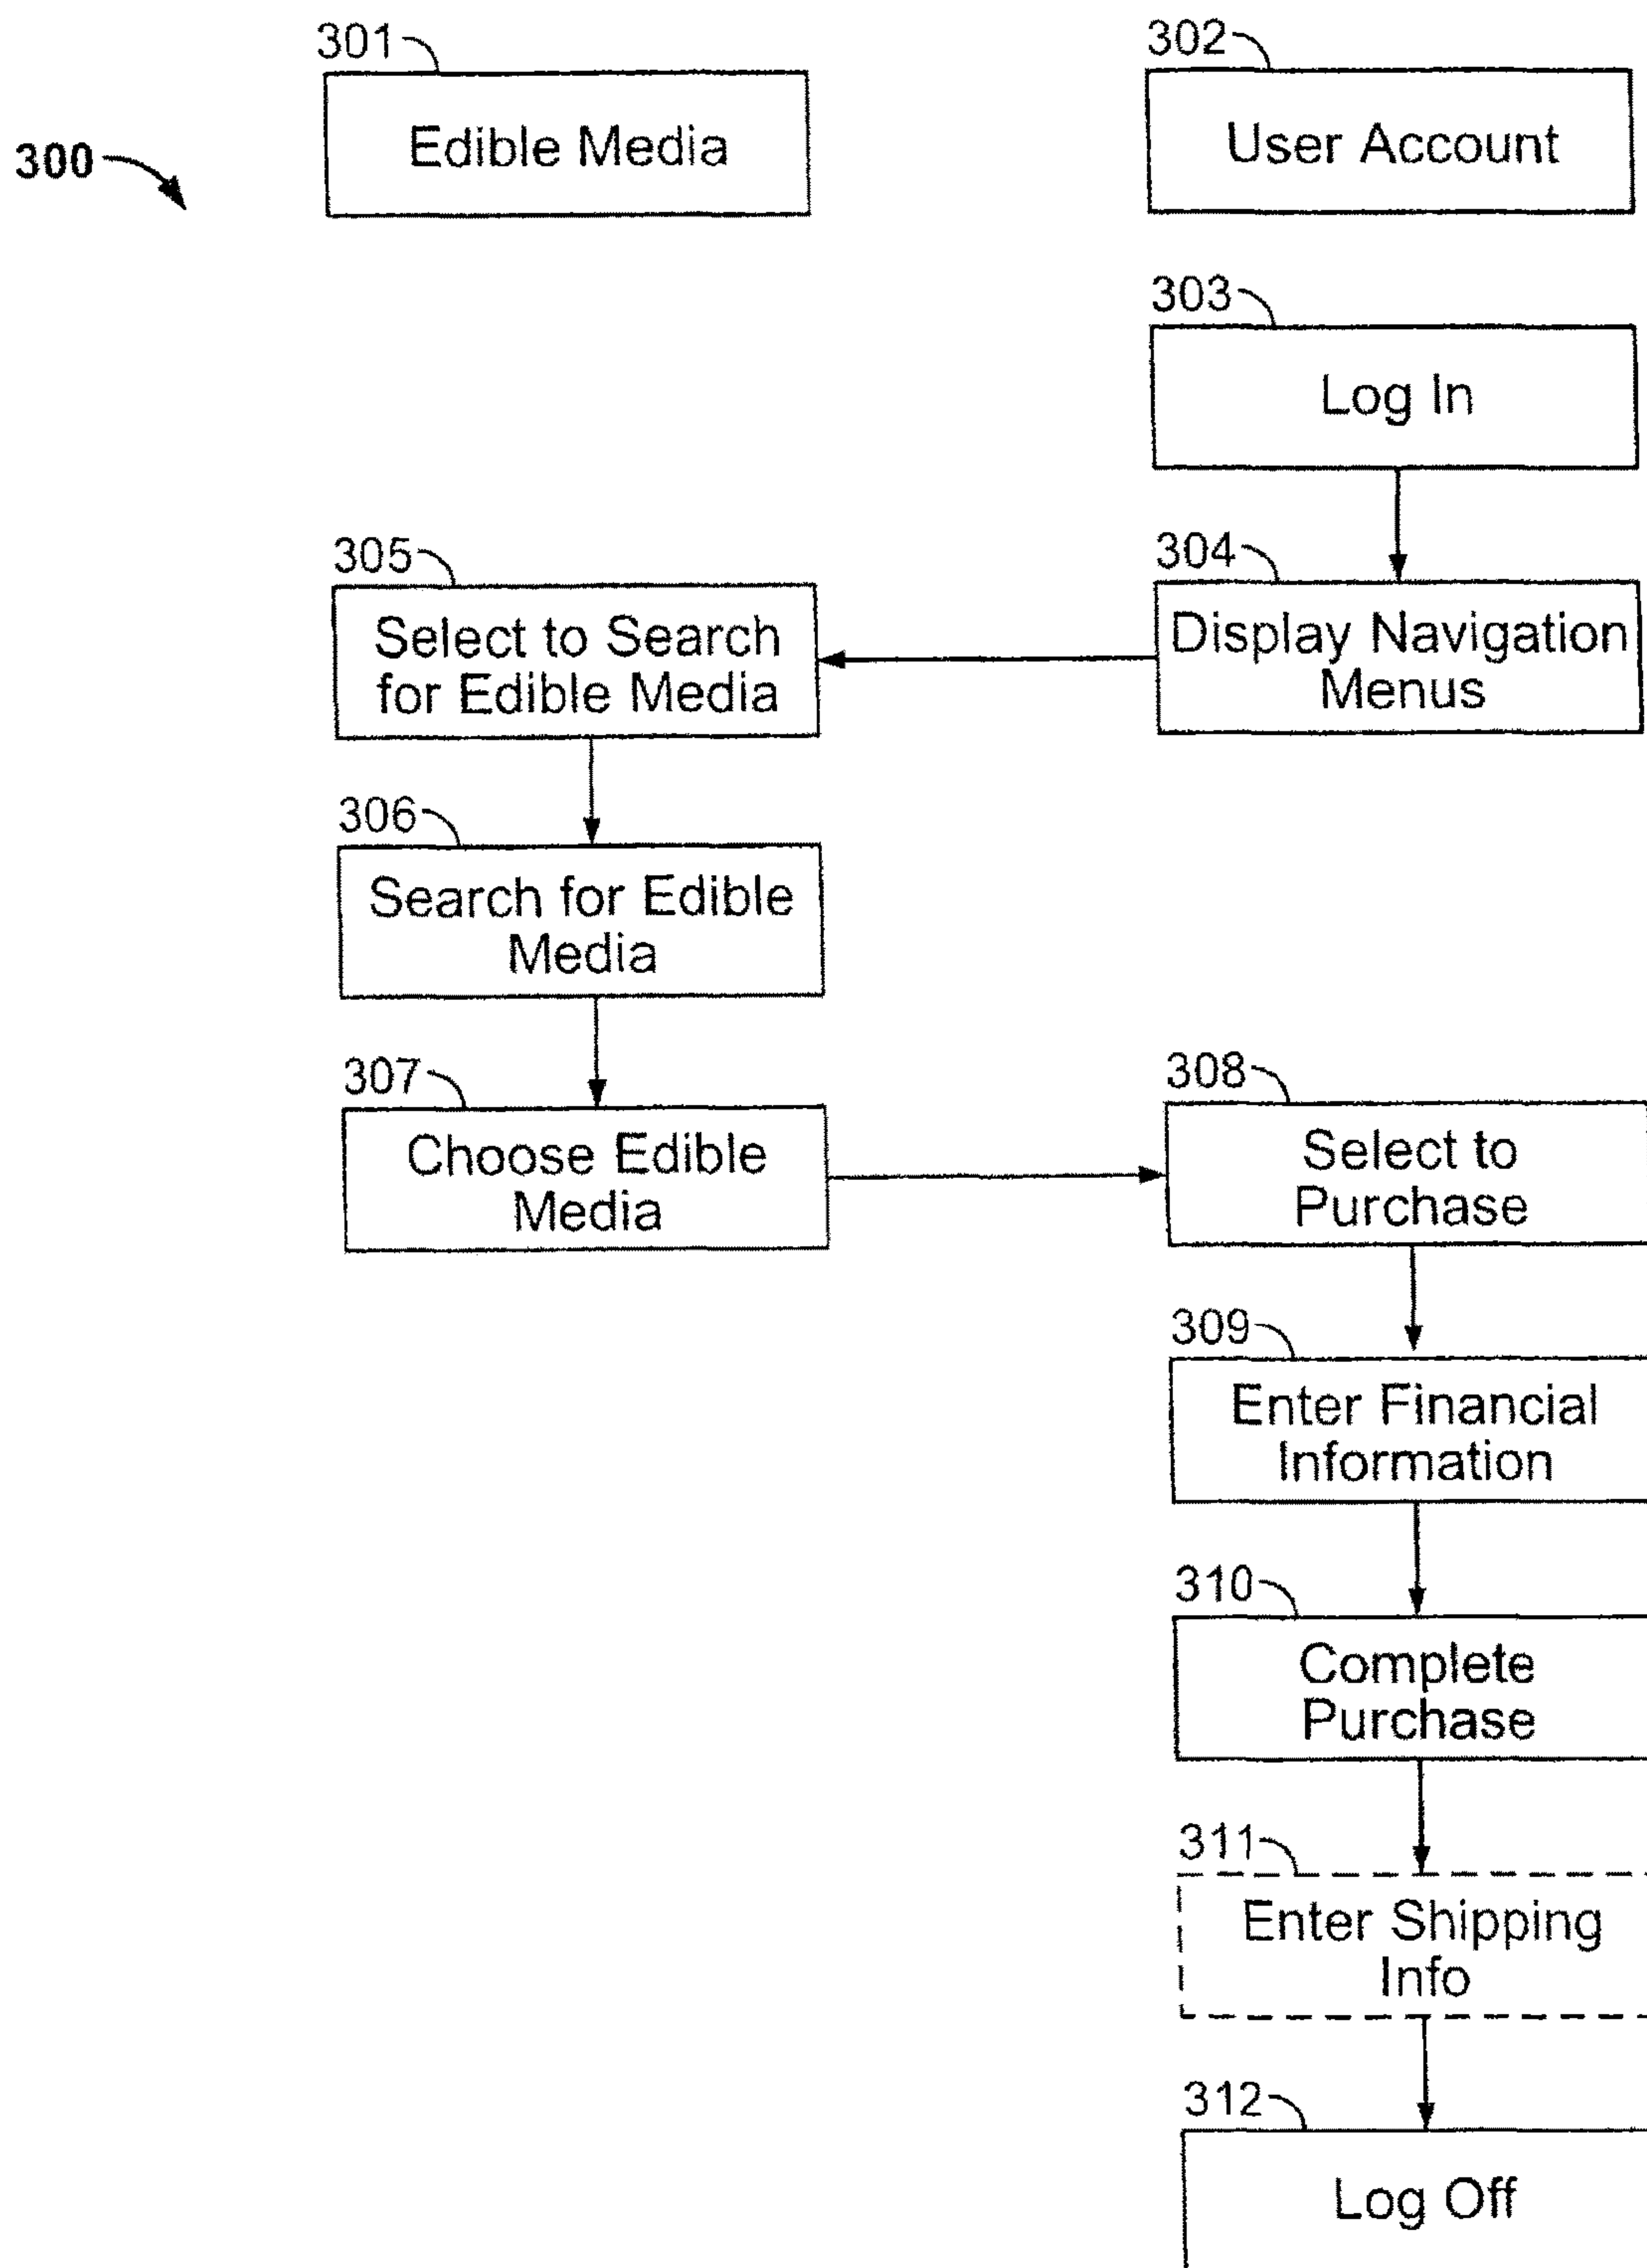 301
302
300
Edible Media
User Account
303
Log In
305
304
Select to Search
for Edible Media
Display Navigation
Menus
306
Search for Edible
Media
307
308
Choose Edible
Media
Select to
Purchase
309
Enter Financial
Information
310
Complete
Purchase
311
Enter Shipping
Info
312
Log Off